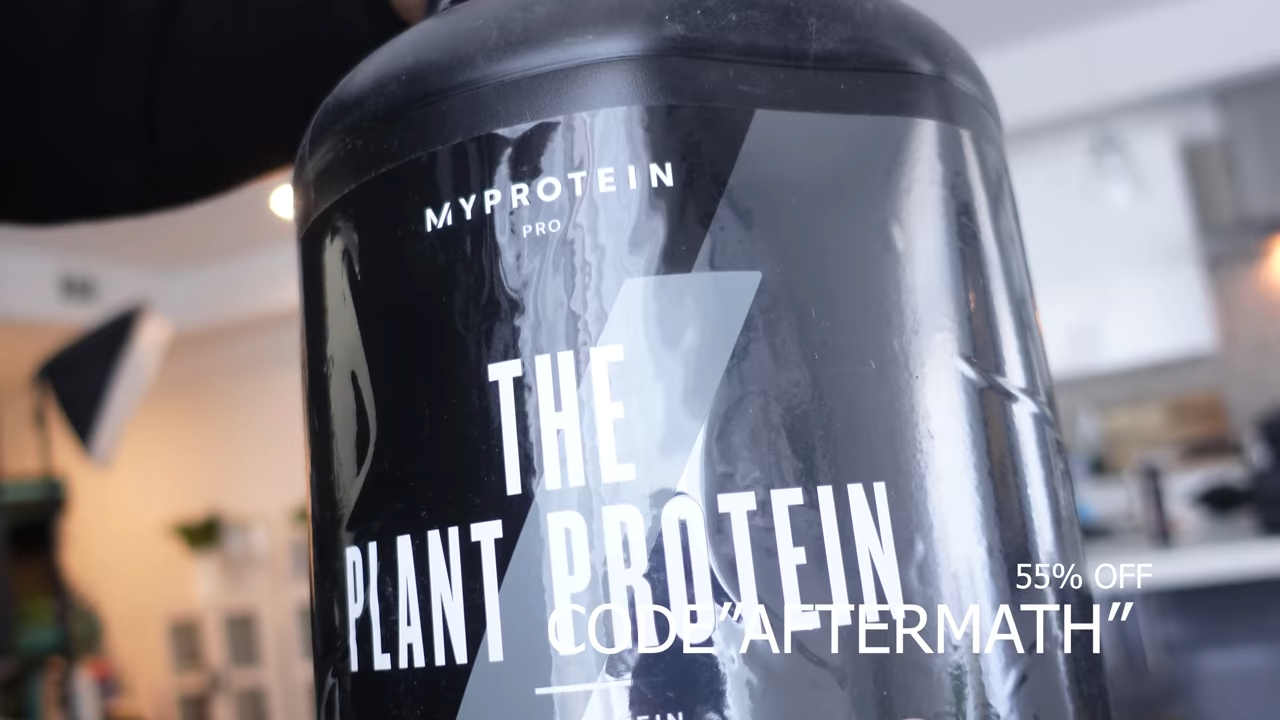 MYPROTEIN
PRO
THE
PLANT PROTEIN
55% OFF
CODE"AFTERMATH"